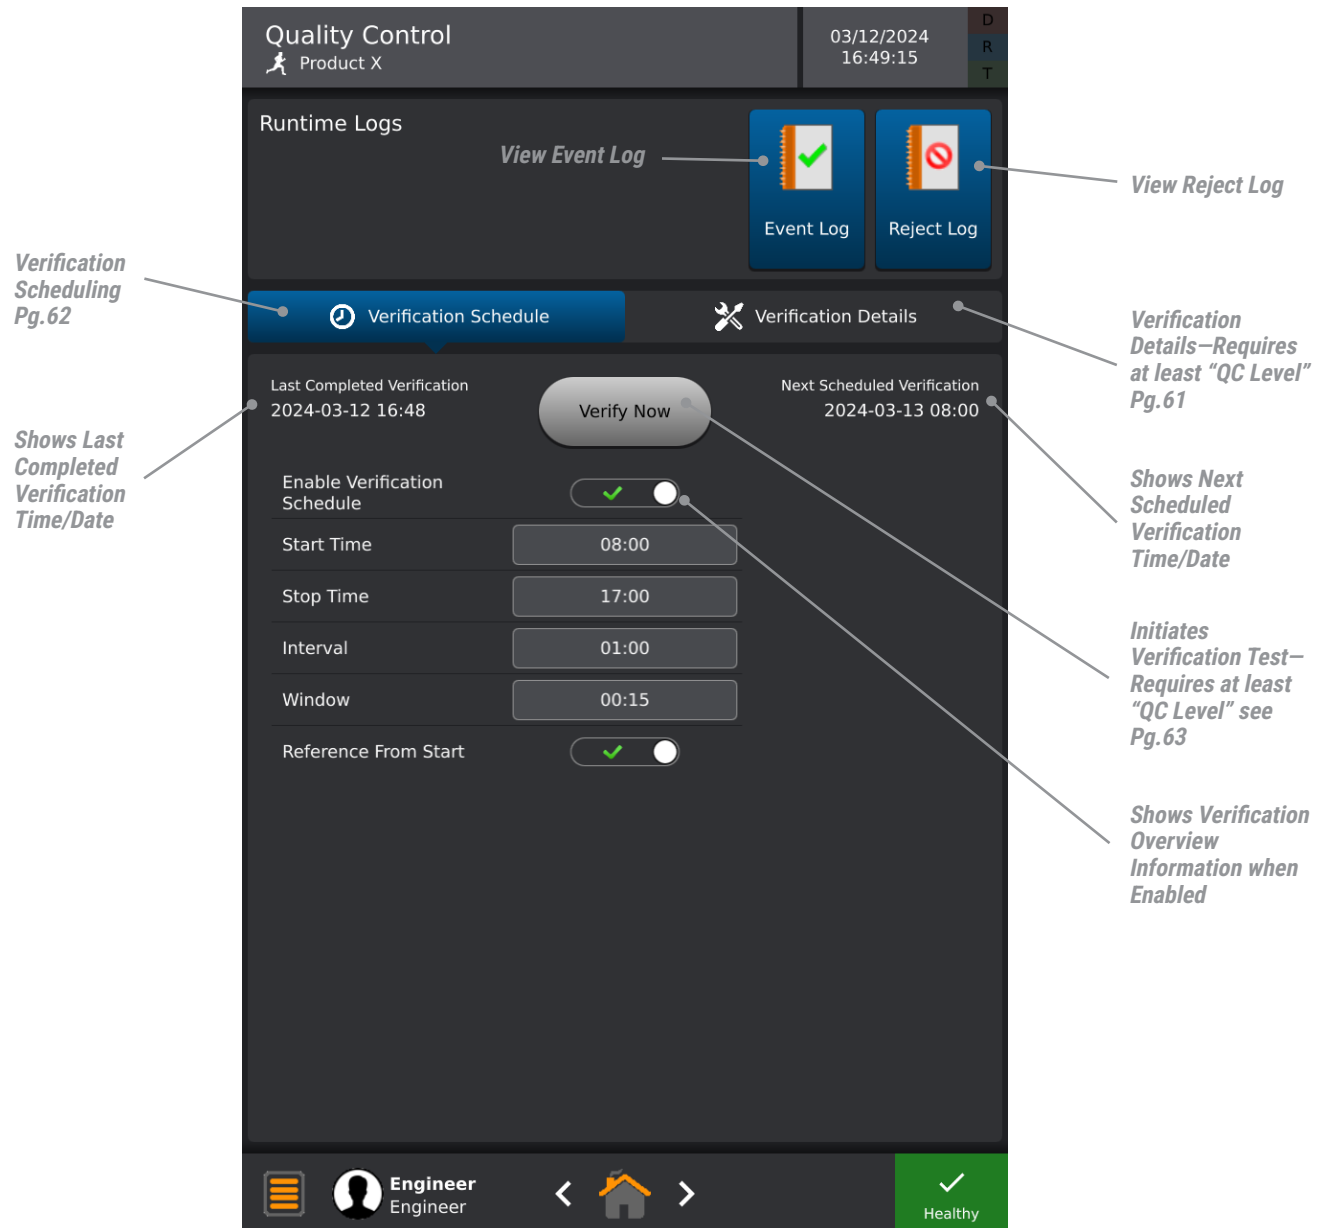 Quality Control
Product X
03/12/2024
16:49:15
D
R
T
Runtime Logs
View Event Log
Event Log
Reject Log
View Reject Log
Verification
Scheduling
Pg.62
Verification Schedule
Verification Details
Verification
Details—Requires
at least “QC Level”
Pg.61
Last Completed Verification
2024-03-12 16:48
Verify Now
Next Scheduled Verification
2024-03-13 08:00
Shows Last
Completed
Verification
Time/Date
Shows Next
Scheduled
Verification
Time/Date
Enable Verification
Schedule
Start Time
08:00
Stop Time
17:00
Interval
01:00
Window
00:15
Reference From Start
Initiates
Verification Test—
Requires at least
“QC Level” see
Pg.63
Shows Verification
Overview
Information when
Enabled
Engineer
Engineer
Healthy